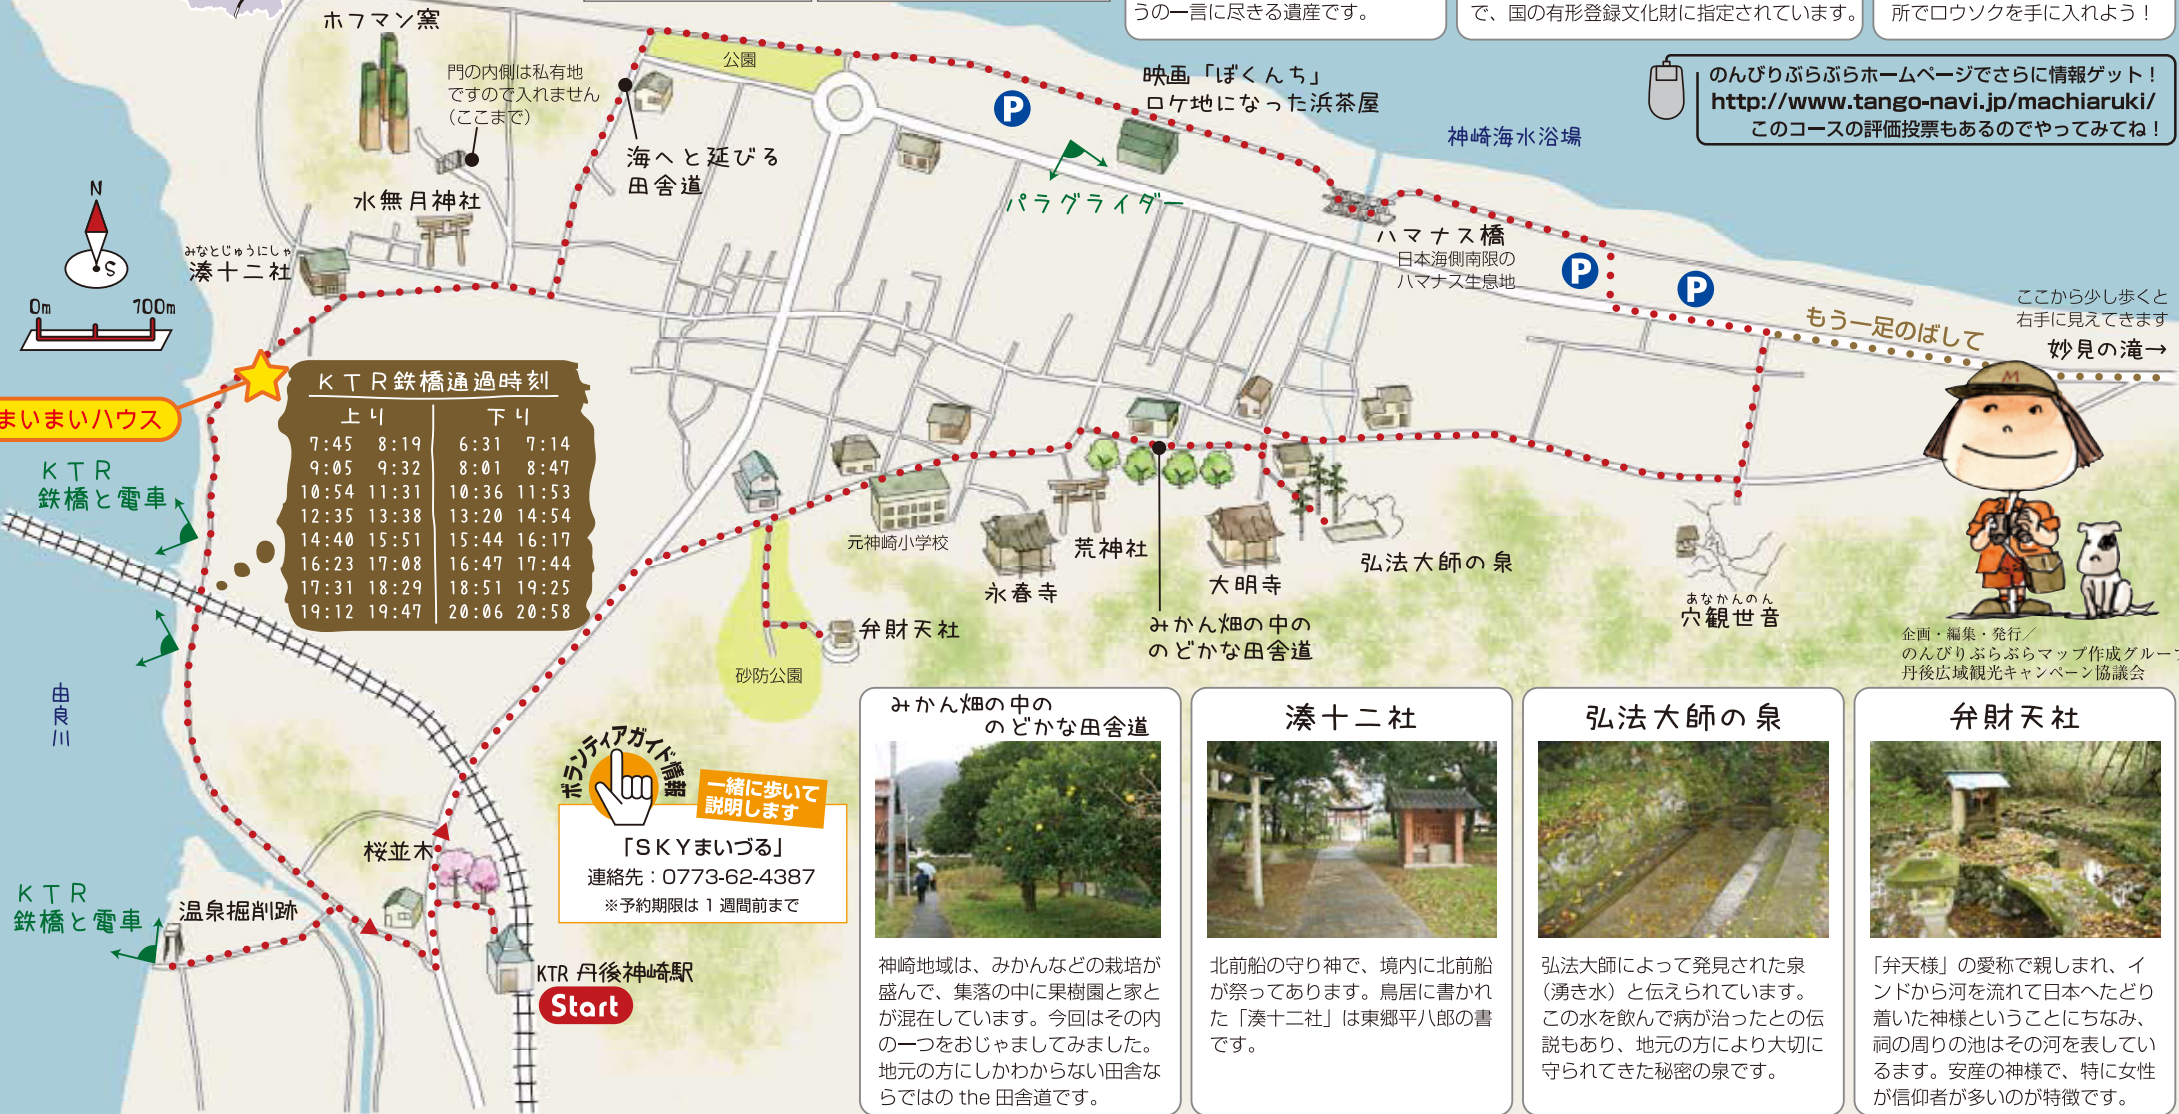 うの一言に尽きる遺産です。
で、国の有形登録文化財に指定されています。
所でロウソクを手に入れよう！
のんびりぶらぶらホームページでさらに情報ゲット！
http://www.tango-navi.jp/machiaruki/
このコースの評価投票もあるのでやってみてね！
ホフマン窯
門の内側は私有地
ですので入れません
（ここまで）
公園
海へと延びる
田舎道
映画「ぼくんち」
ロケ地になった浜茶屋
P
パラグライダー
神崎海水浴場
水無月神社
みなとじゅうにしゃ
湊十二社
N
S
0m 100m
ハマナス橋
日本海側南限の
ハマナス生息地
P
P
もう一足のばして
ここから少し歩くと
右手に見えてきます
妙見の滝→
まいまいハウス
KTR鉄橋通過時刻
上り 下り
7:45 8:19 6:31 7:14
9:05 9:32 8:01 8:47
10:54 11:31 10:36 11:53
12:35 13:38 13:20 14:54
14:40 15:51 15:44 16:17
16:23 17:08 16:47 17:44
17:31 18:29 18:51 19:25
19:12 19:47 20:06 20:58
KTR
鉄橋と電車
由良川
元神崎小学校
永春寺
荒神社
大明寺
弘法大師の泉
みかん畑の中の
のどかな田舎道
弁財天社
砂防公園
あなかんのん
穴観世音
M
企画・編集・発行／
のんびりぶらぶらマップ作成グループ
丹後広域観光キャンペーン協議会
ボランティアガイド情報
一緒に歩いて
説明します
「SKYまいづる」
連絡先：0773-62-4387
※予約期限は1週間前まで
桜並木
KTR
鉄橋と電車
温泉掘削跡
KTR 丹後神崎駅
Start
みかん畑の中の
のどかな田舎道
神崎地域は、みかんなどの栽培が
盛んで、集落の中に果樹園と家と
が混在しています。今回はその内
の一つをおじゃましてみました。
地元の方にしかわからない田舎な
らではの the 田舎道です。
湊十二社
北前船の守り神で、境内に北前船
が祭ってあります。鳥居に書かれ
た「湊十二社」は東郷平八郎の書
です。
弘法大師の泉
弘法大師によって発見された泉
（湧き水）と伝えられています。
この水を飲んで病が治ったとの伝
説もあり、地元の方により大切に
守られてきた秘密の泉です。
弁財天社
「弁天様」の愛称で親しまれ、イ
ンドから河を流れて日本へたどり
着いた神様ということにちなみ、
祠の周りの池はその河を表してい
るます。安産の神様で、特に女性
が信仰者が多いのが特徴です。